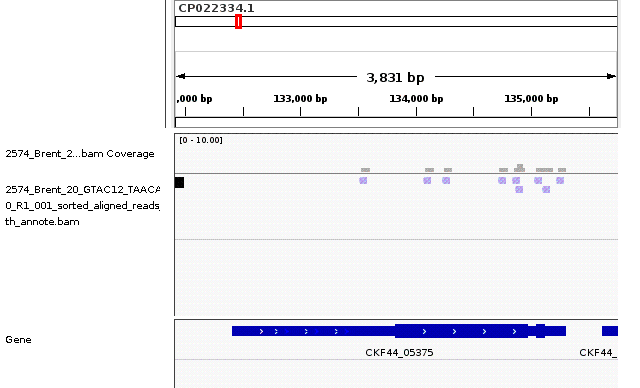 CP022334.1
3,831 bp
,000 bp 133,000 bp 134,000 bp 135,000 bp
[0 - 10.00]
2574_Brent_2...bam Coverage
2574_Brent_20_GTAC12_TAACA
0_R1_001_sorted_aligned_reads_
th_annote.bam
Gene
CKF44_05375 CKF44_